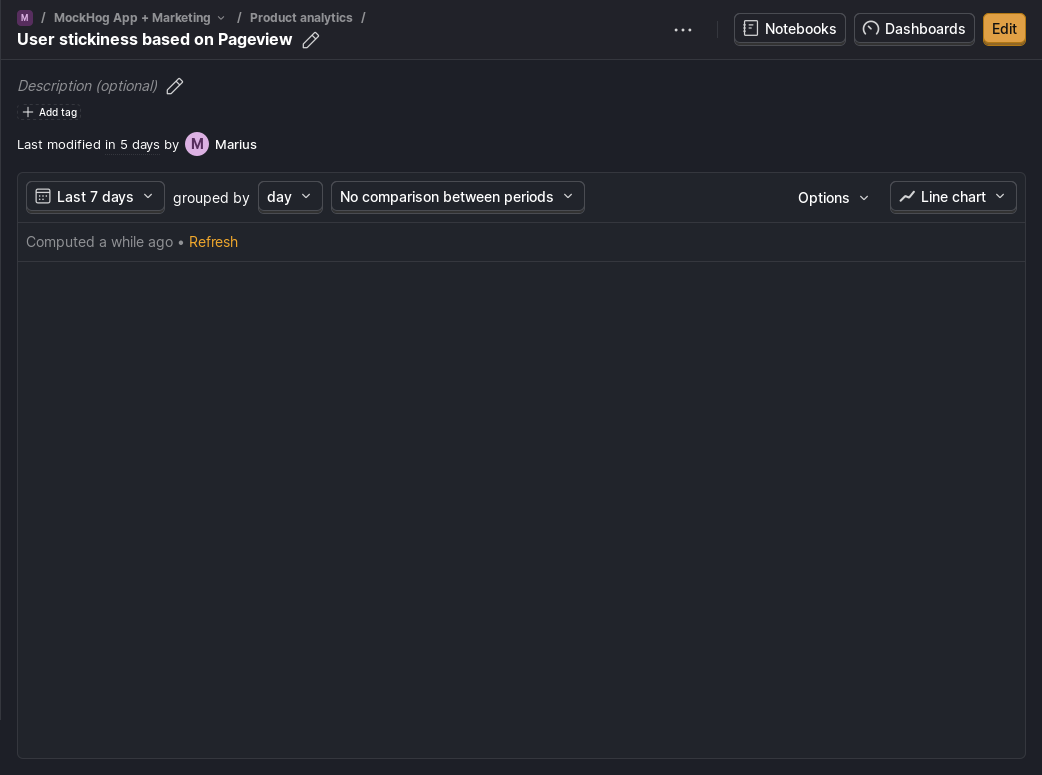 M / MockHog App + Marketing / Product analytics /
User stickiness based on Pageview
Notebooks
Dashboards
Edit
Description (optional)
Add tag
Last modified in 5 days by M Marius
Last 7 days grouped by day No comparison between periods Options Line chart
Computed a while ago • Refresh